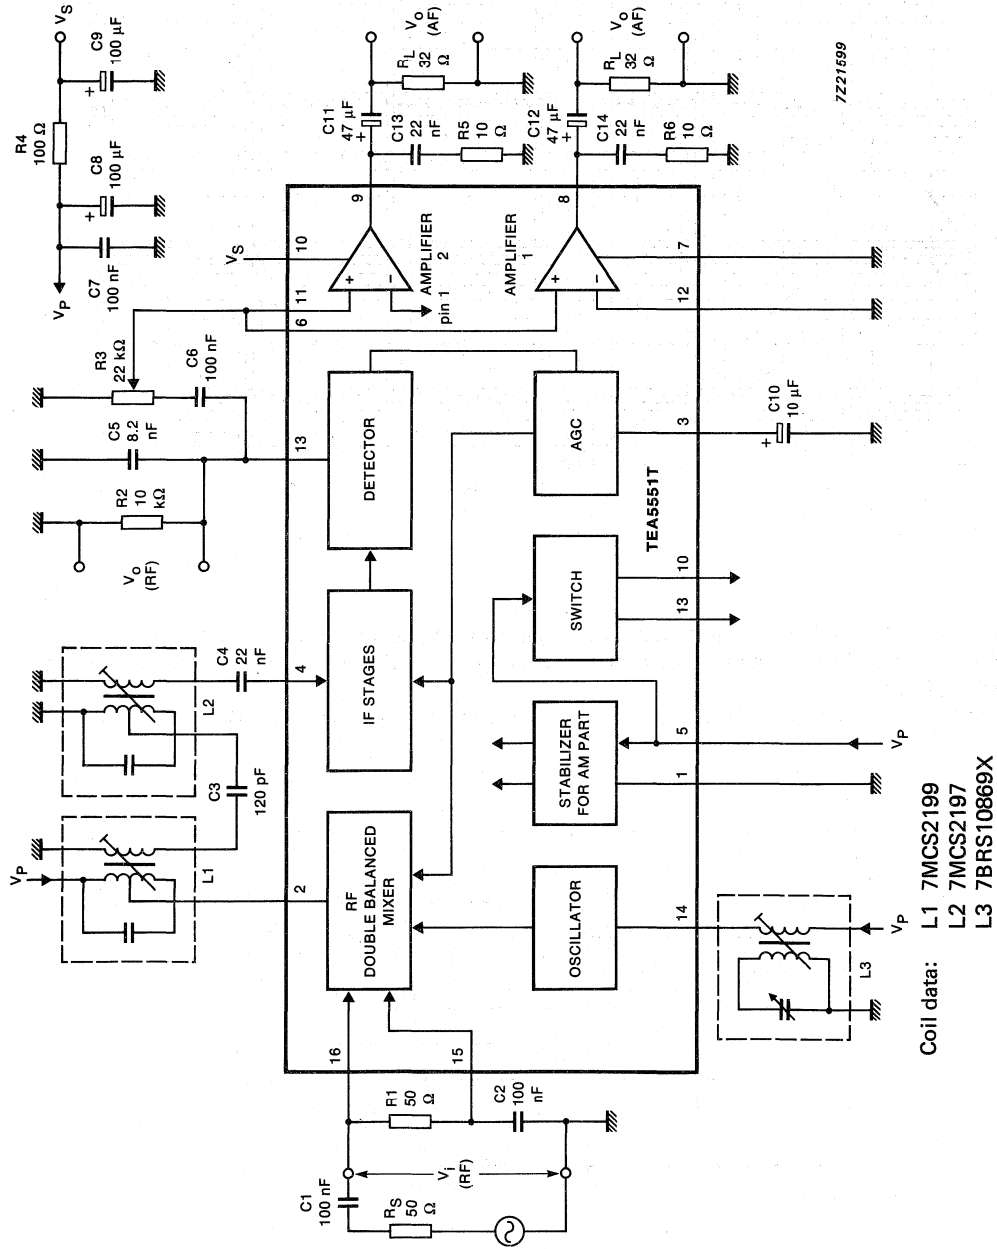 C1
100 nF
RS
50
Ω
Vi
(RF)
R1
50
Ω
C2
100
nF
16
15
VP
L1
C3
120 pF
L2
C4
22
nF
2
4
RF
DOUBLE BALANCED
MIXER
IF STAGES
DETECTOR
OSCILLATOR
STABILIZER
FOR AM PART
SWITCH
AGC
TEA5551T
14
1
5
13
10
3
12
7
L3
VP
VP
C10
10 µF
+
Vo
(RF)
R2
10
kΩ
C5
8.2
nF
R3
22 kΩ
C6
100 nF
13
6
11
10
VS
pin 1
AMPLIFIER
2
+
−
AMPLIFIER
1
+
−
9
8
VP
C7
100 nF
C8
100 µF
+
R4
100 Ω
C9
100 µF
+
VS
C11
47 µF
+
C13
22
nF
R5
10
Ω
RL
32
Ω
Vo
(AF)
C12
47 µF
+
C14
22
nF
R6
10
Ω
RL
32
Ω
Vo
(AF)
7Z21599
Coil data: L1 7MCS2199
L2 7MCS2197
L3 7BRS10869X